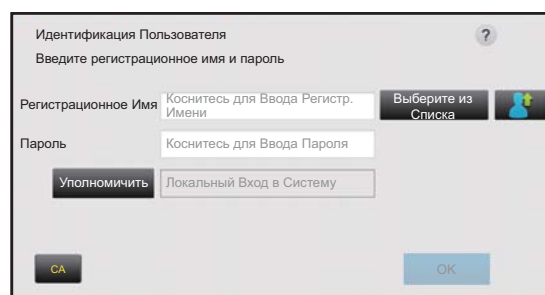 Идентификация Пользователя
?
Введите регистрационное имя и пароль
Регистрационное Имя
Коснитесь для Ввода Регистр.
Имени
Выберите из
Списка
Пароль
Коснитесь для Ввода Пароля
Уполномичить
Локальный Вход в Систему
CA
OK